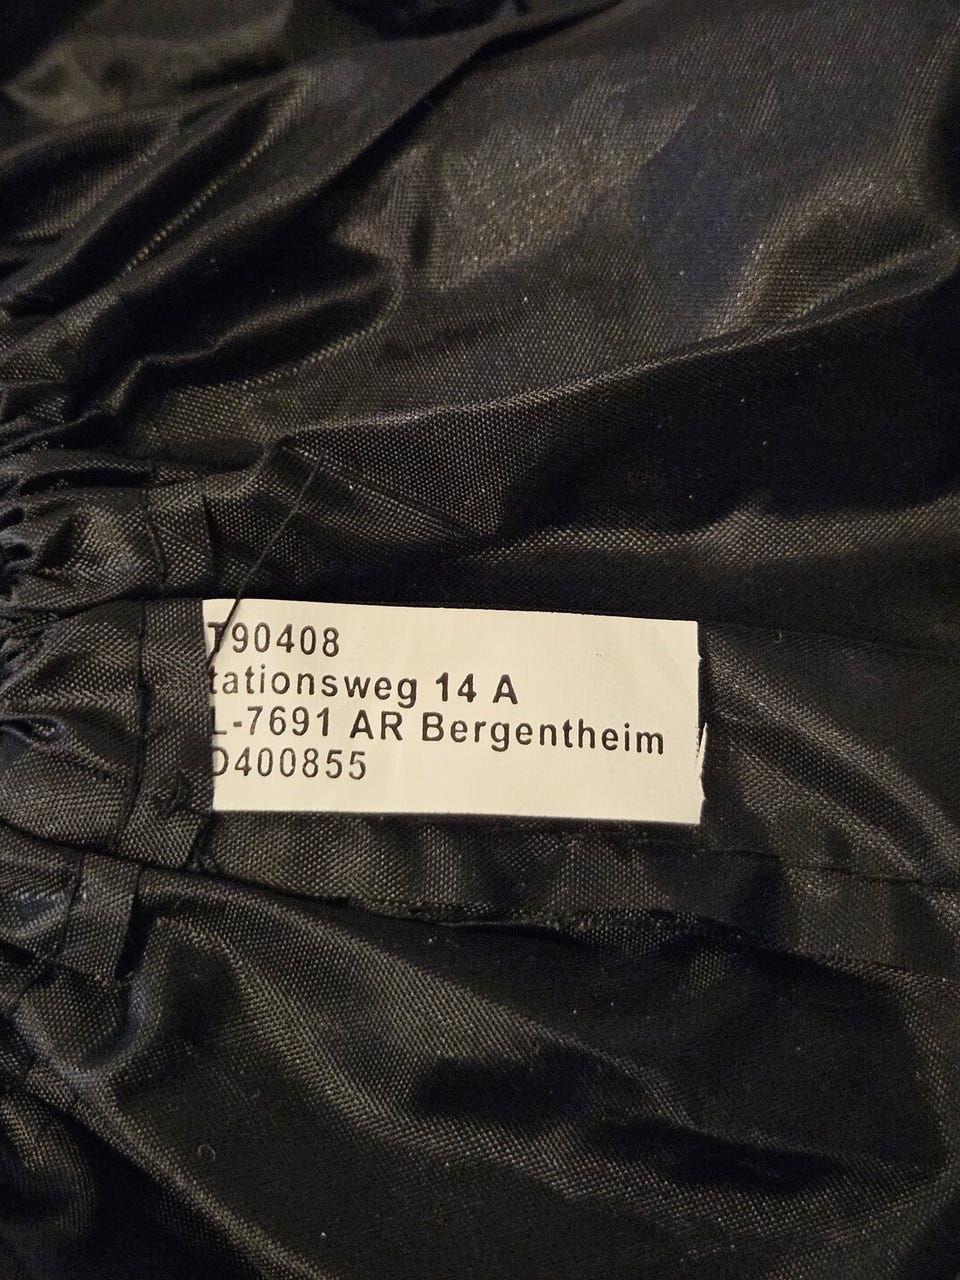 T90408
tationsweg 14 A
L-7691 AR Bergentheim
D400855